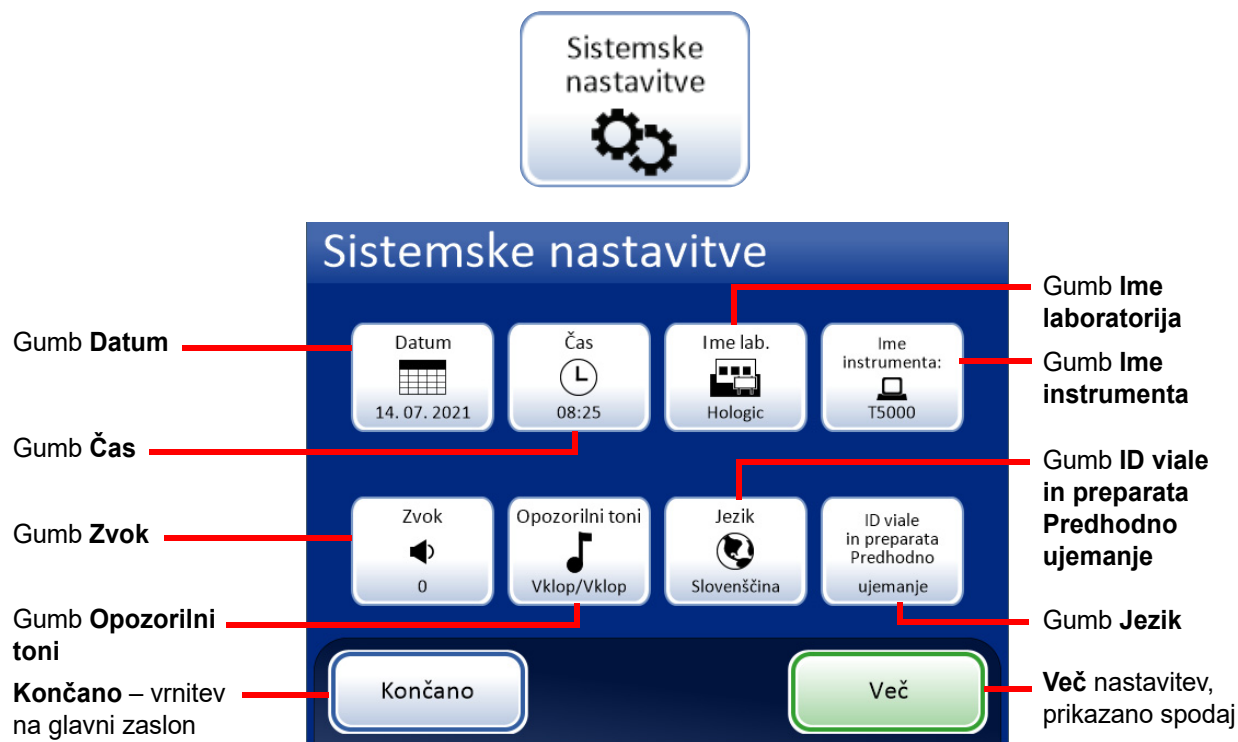 Sistemske
nastavitve
Sistemske nastavitve
Gumb Datum
Gumb Čas
Gumb Zvok
Gumb Opozorilni
toni
Končano – vrnitev
na glavni zaslon
Datum
14. 07. 2021
Čas
08:25
Ime lab.
Hologic
Ime
instrumenta:
T5000
Zvok
0
Opozorilni toni
Vklop/Vklop
Jezik
Slovenščina
ID viale
in preparata
Predhodno
ujemanje
Končano
Več
Gumb Ime
laboratorija
Gumb Ime
instrumenta
Gumb ID viale
in preparata
Predhodno
ujemanje
Gumb Jezik
Več nastavitev,
prikazano spodaj